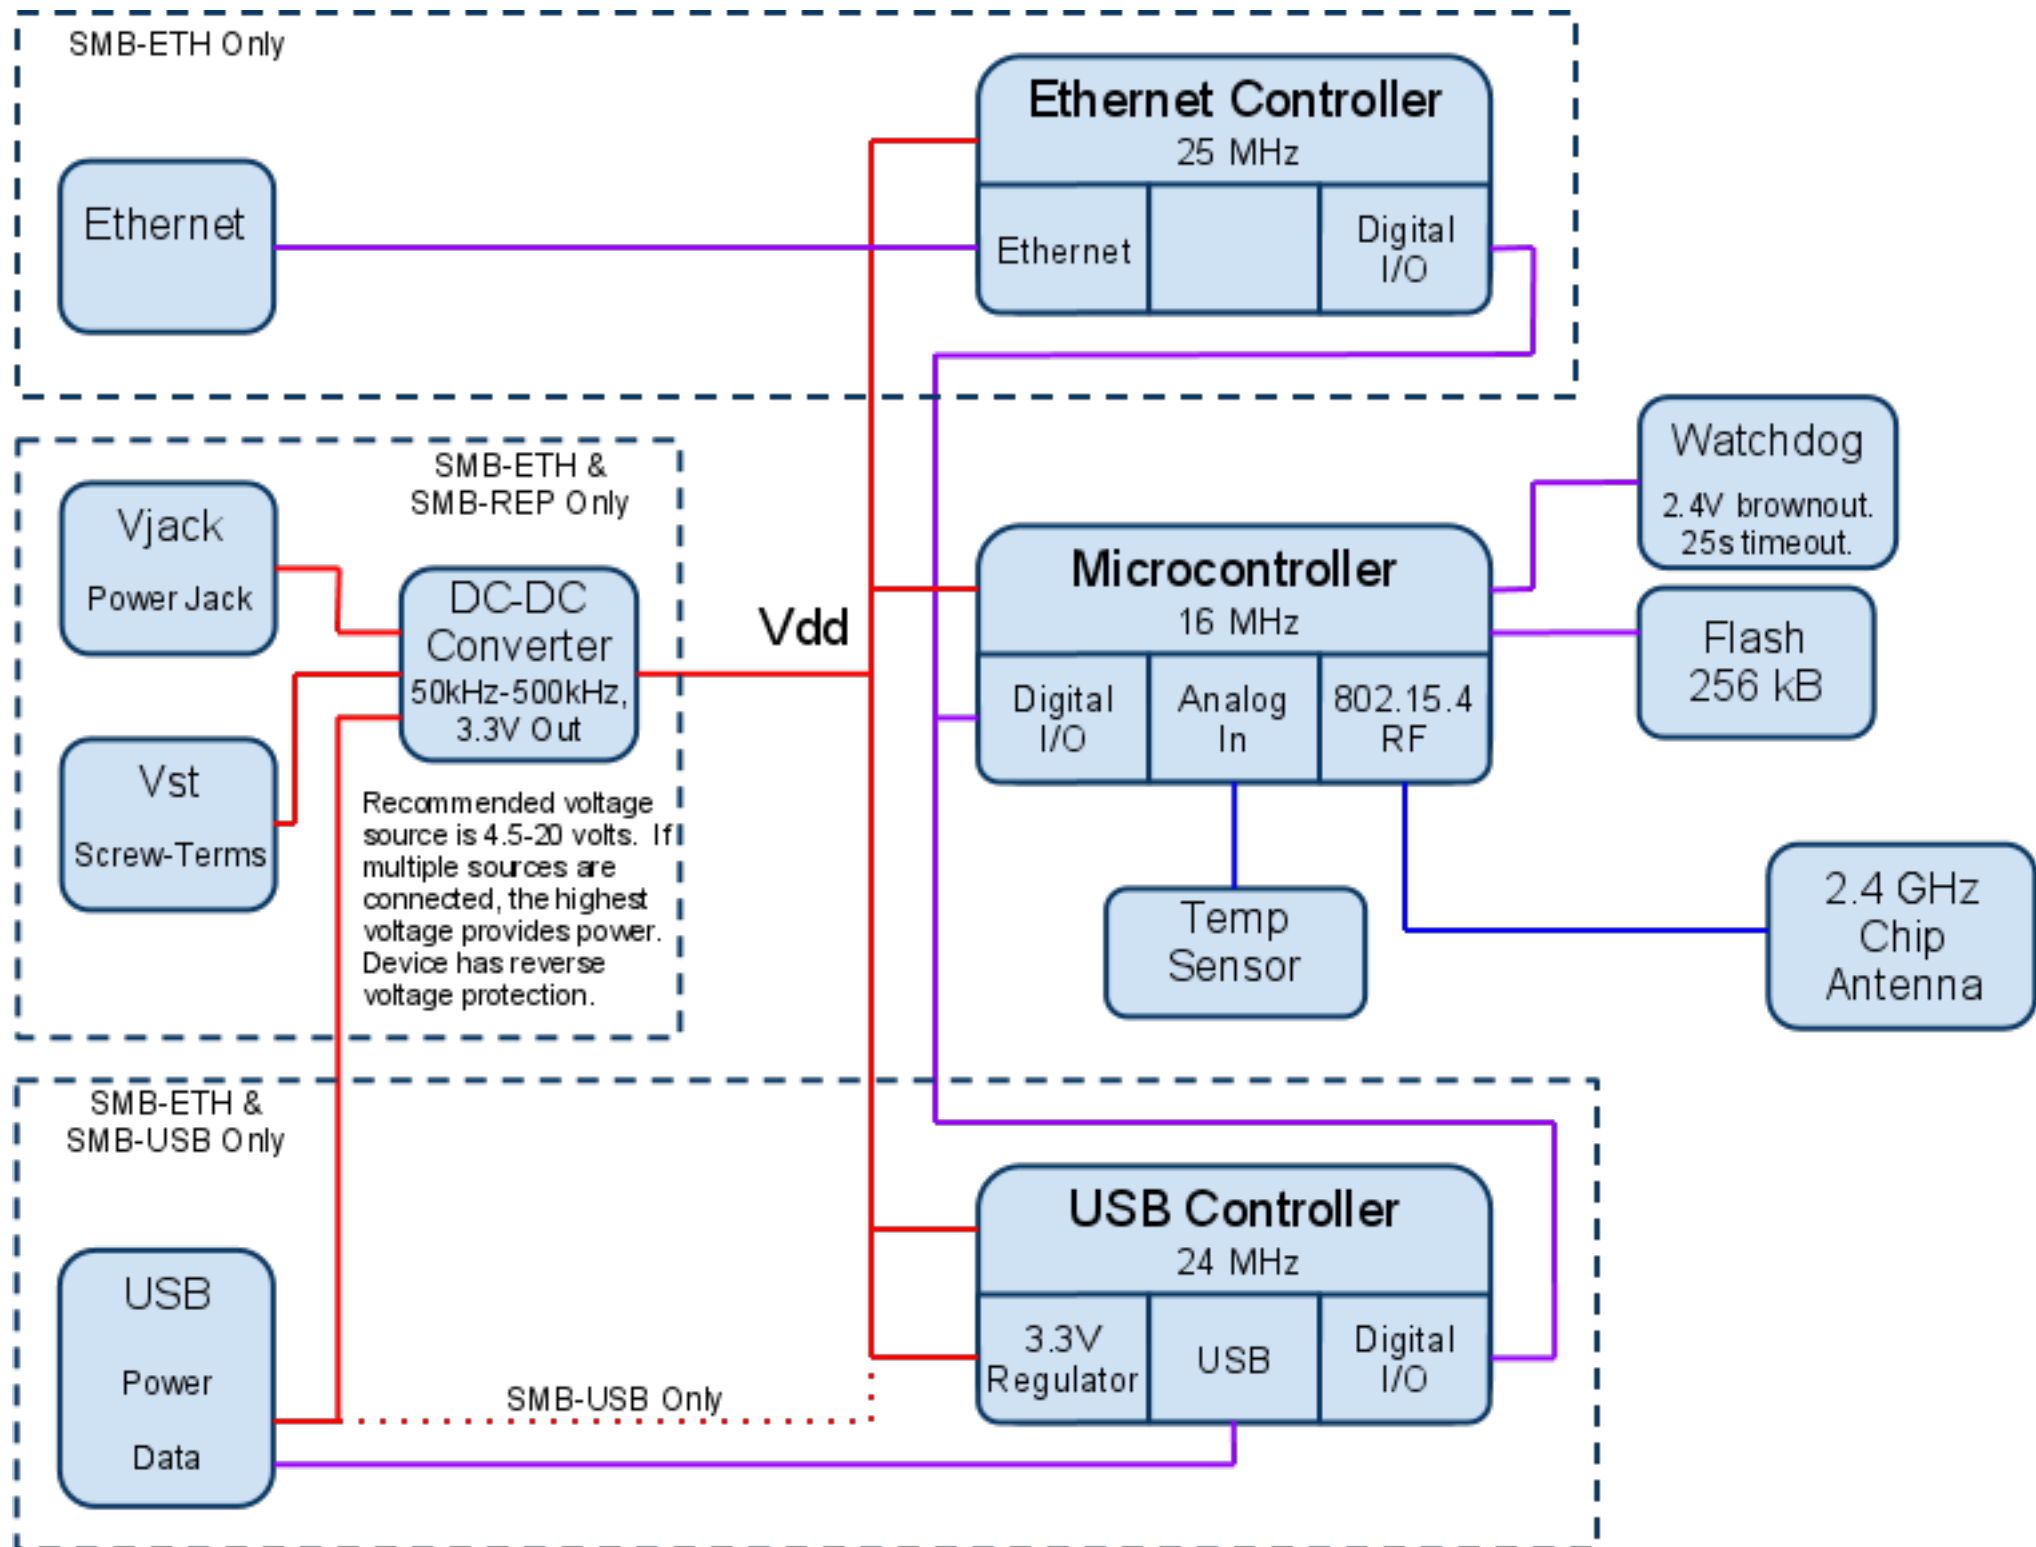 SMB-ETH Only
Ethernet Controller
25 MHz
Ethernet
Ethernet
Digital
I/O
SMB-ETH &
SMB-REP Only
Vjack
Power Jack
DC-DC
Converter
50kHz-500kHz,
3.3V Out
Vst
Screw-Terms
Recommended voltage
source is 4.5-20 volts. If
multiple sources are
connected, the highest
voltage provides power.
Device has reverse
voltage protection.
Vdd
Microcontroller
16 MHz
Digital
I/O
Analog
In
802.15.4
RF
Watchdog
2.4V brownout.
25s timeout.
Flash
256 kB
Temp
Sensor
2.4 GHz
Chip
Antenna
SMB-ETH &
SMB-USB Only
USB
Power
Data
SMB-USB Only
USB Controller
24 MHz
3.3V
Regulator
USB
Digital
I/O